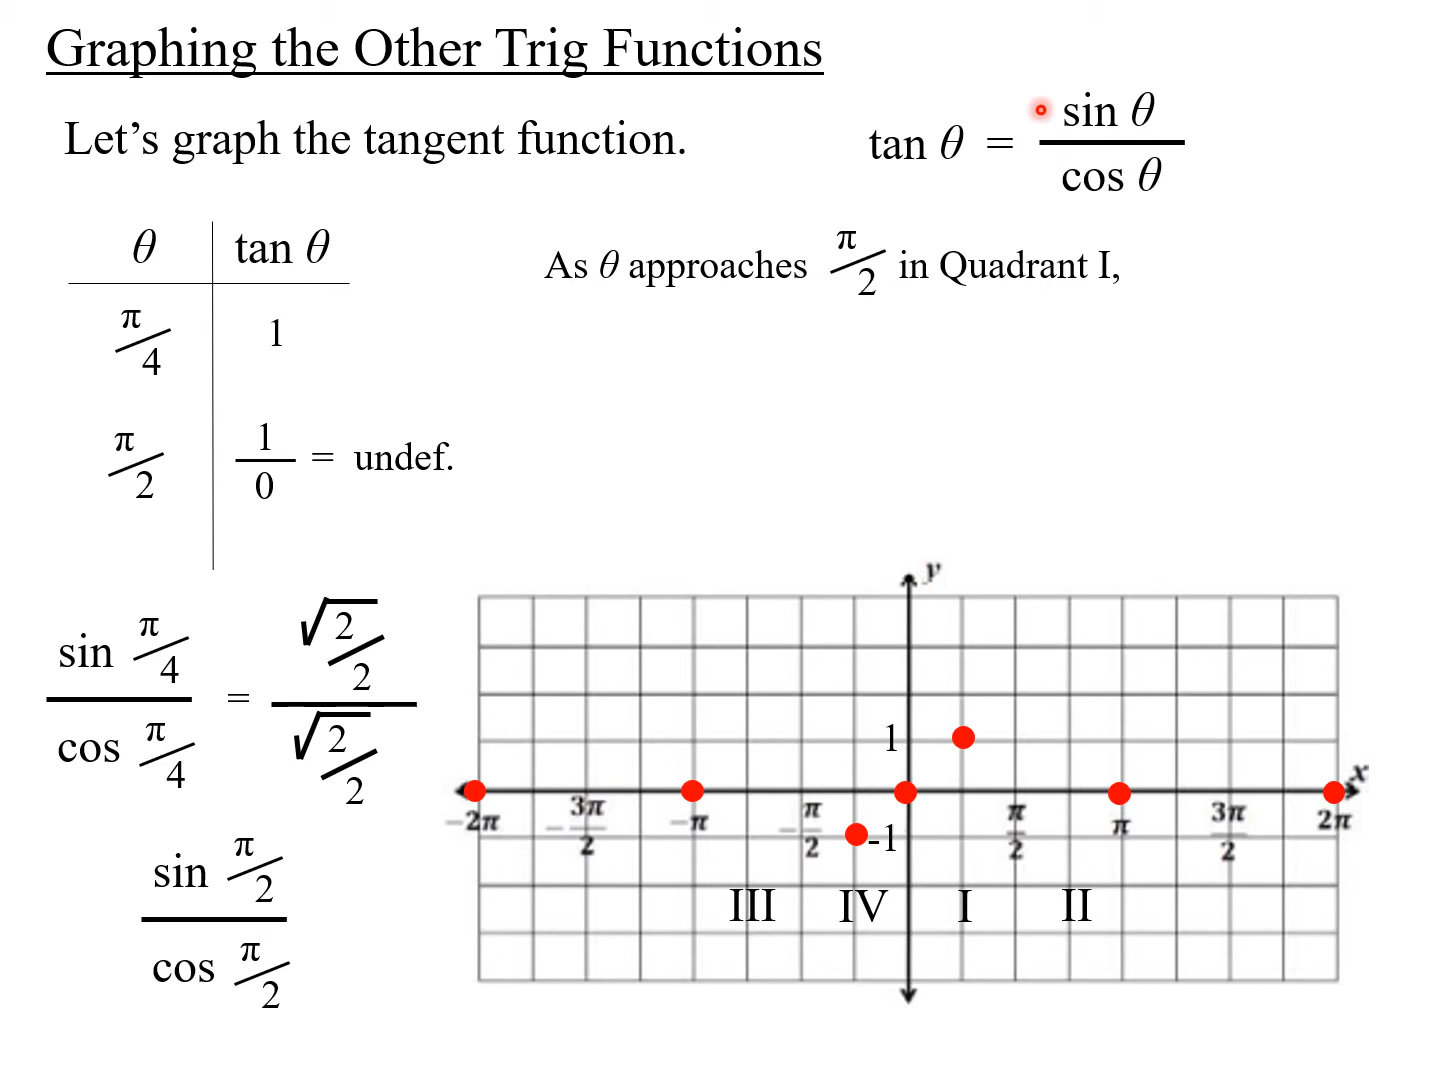 Graphing the Other Trig Functions
Let's graph the tangent function.
tan θ = sin θ / cos θ
θ tan θ
As θ approaches π/2 in Quadrant I,
π/4 1
π/2 1/0 = undef.
sin π/4 / cos π/4 = √2/2 / √2/2
sin π/2 / cos π/2
y
1
x
-2π -3π/2 -π -π/2 π/2 π 3π/2 2π
-1
III IV I II